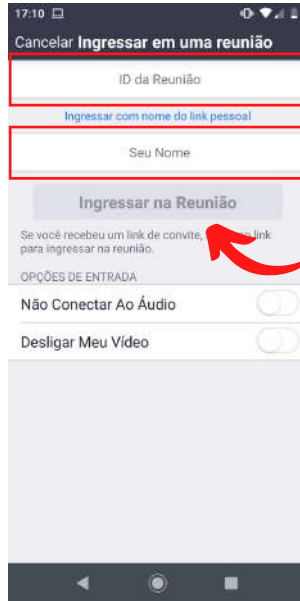 17:10
Cancelar Ingressar em uma reunião
ID da Reunião
Ingressar com nome do link pessoal
Seu Nome
Ingressar na Reunião
Se você recebeu um link de convite, link
para ingressar na reunião.
OPÇÕES DE ENTRADA
Não Conectar Ao Áudio
Desligar Meu Vídeo